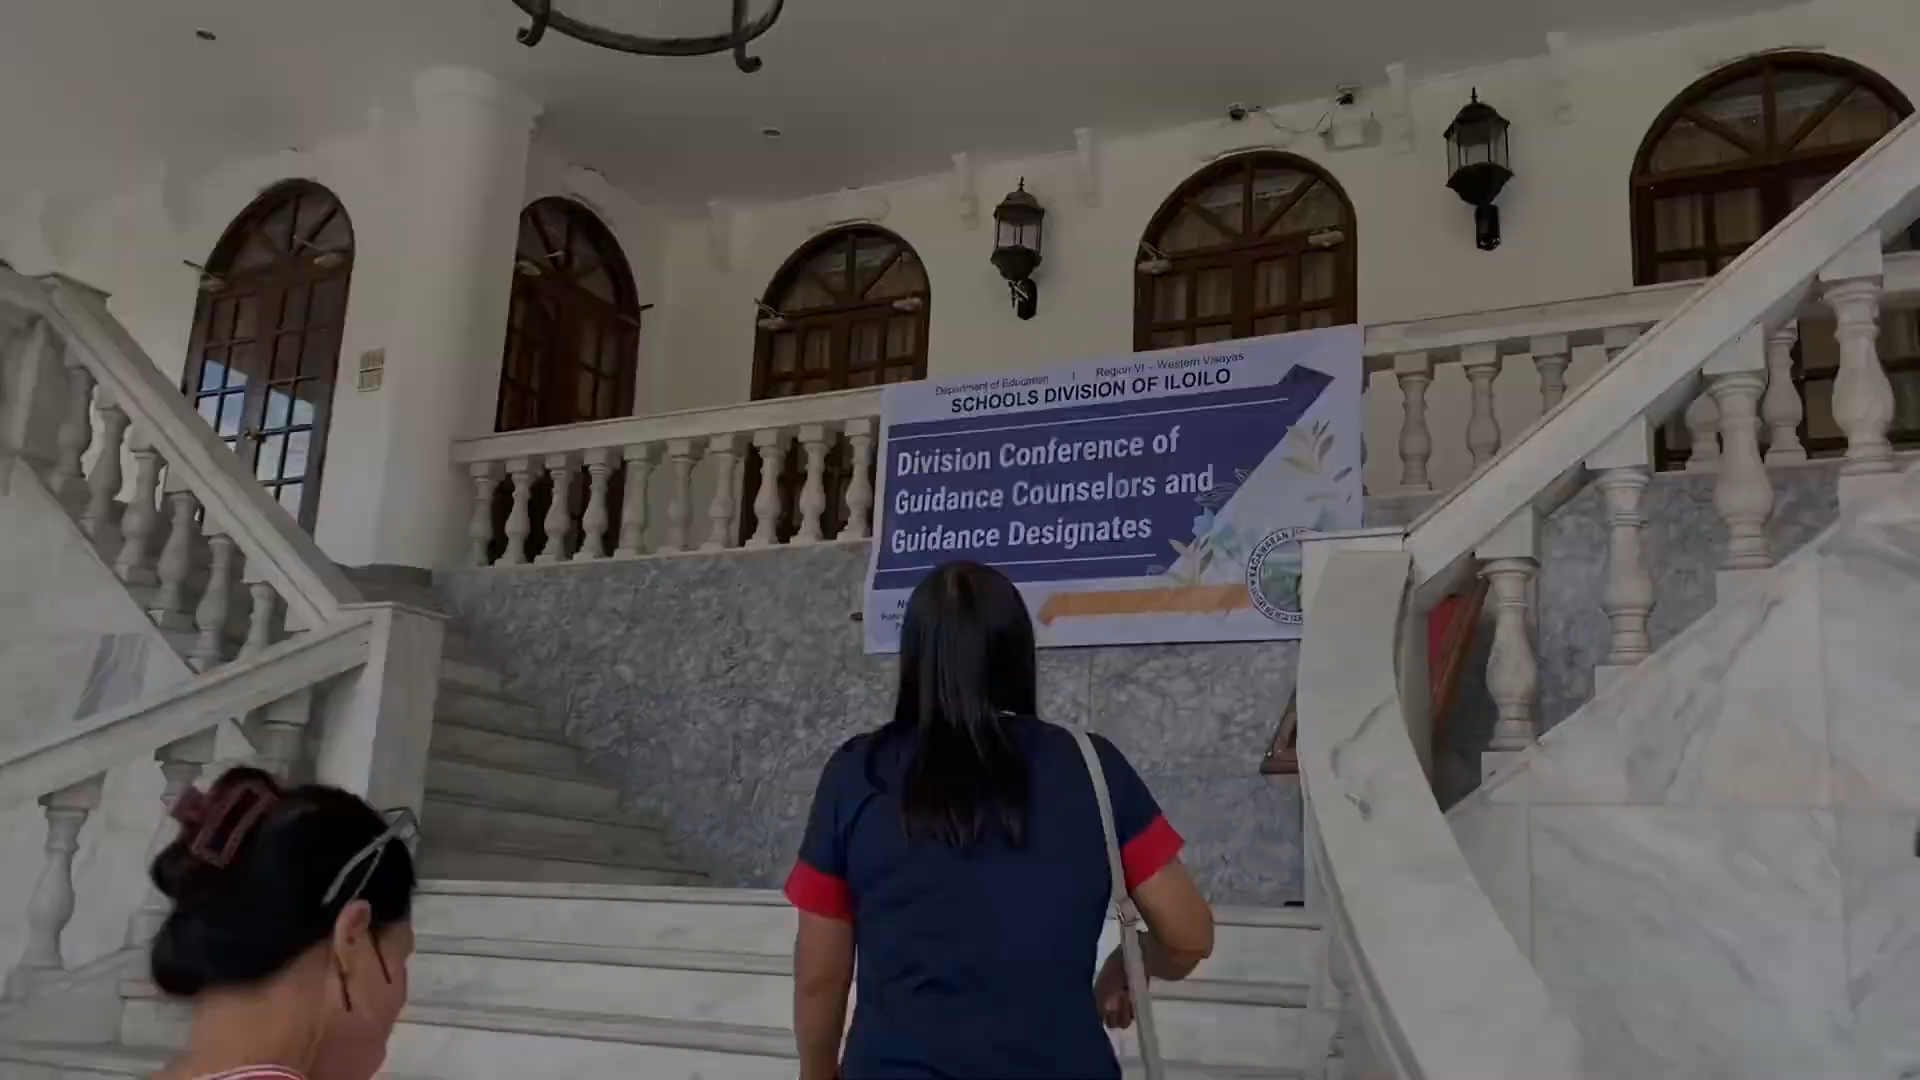 Department of Education | Region VI – Western Visayas
SCHOOLS DIVISION OF ILOILO
Division Conference of
Guidance Counselors and
Guidance Designates